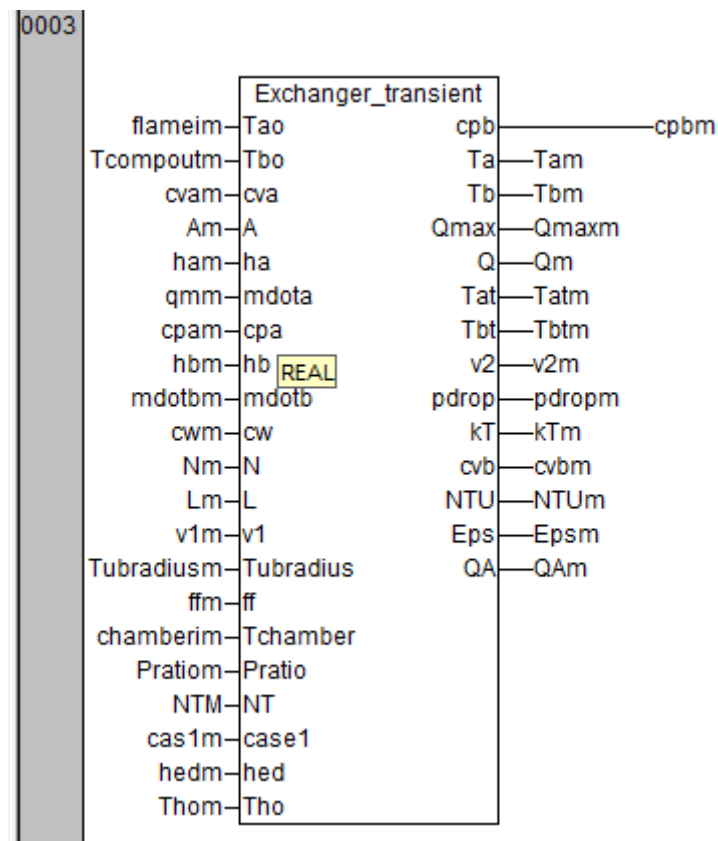 0003
Exchanger_transient
flameim Tao cpb cpbm
Tcompoutm Tbo Ta Tam
cvam cva Tb Tbm
Am A Qmax Qmaxm
ham ha Q Qm
qmm mdota Tat Tatm
cpam cpa Tbt Tbtm
hbm hb REAL v2 v2m
mdotbm mdotb pdrop pdropm
cwm cw kT kTm
Nm N cvb cvbm
Lm L NTU NTUm
v1m v1 Eps Epsm
Tubradiusm Tubradius QA QAm
ffm ff
chamberim Tchamber
Pratiom Pratio
NTM NT
cas1m case1
hedm hed
Thom Tho